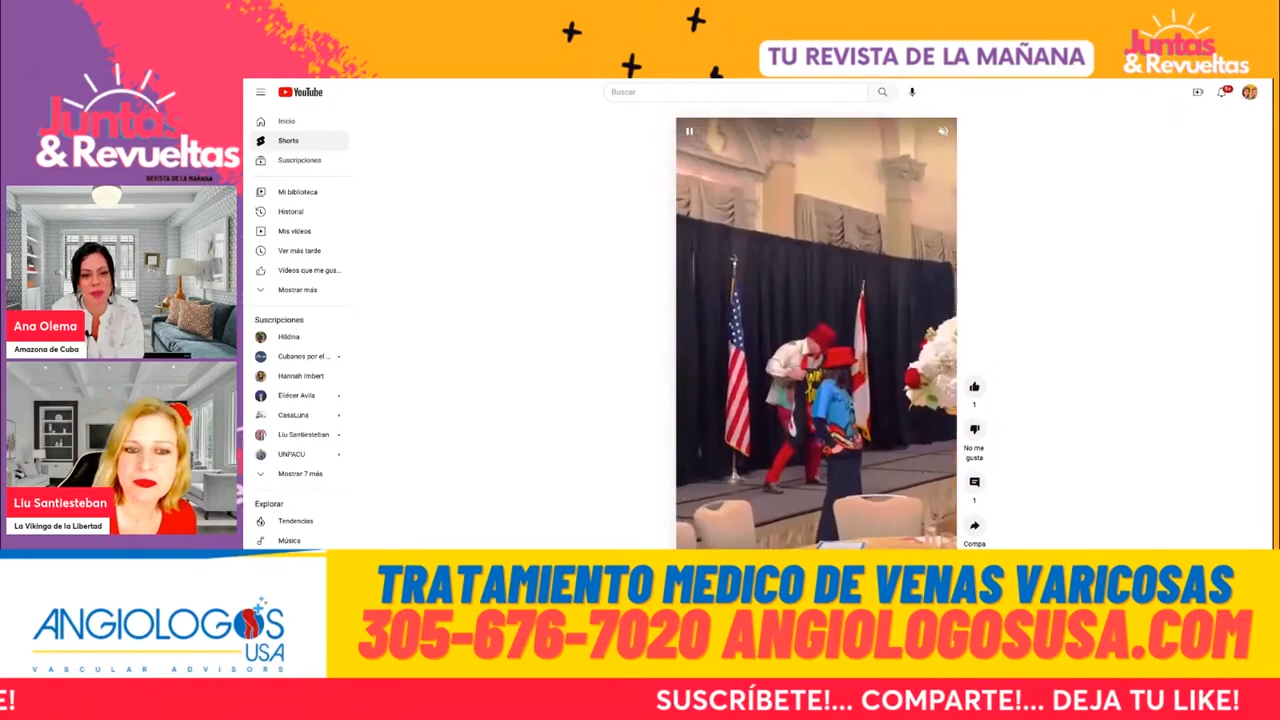 TU REVISTA DE LA MAÑANA
Juntas
& Revueltas
Juntas
& Revueltas
REVISTA DE LA MAÑANA
YouTube
Buscar
9+
Inicio
Shorts
Suscripciones
Mi biblioteca
Historial
Mis vídeos
Ver más tarde
Vídeos que me gus...
Mostrar más
Suscripciones
Hildina
Cubanos por el ...
Hannah Imbert
Eliécer Avila
CasaLuna
Liu Santiesteban
UNPACU
Mostrar 7 más
Explorar
Tendencias
Música
1
No me
gusta
1
Compa
Ana Olema
Amazona de Cuba
Liu Santiesteban
La Vikinga de la Libertad
ANGIOLOGOS
USA
VASCULAR ADVISORS
TRATAMIENTO MEDICO DE VENAS VARICOSAS
305-676-7020 ANGIOLOGOSUSA.COM
E!
SUSCRÍBETE!... COMPARTE!... DEJA TU LIKE!